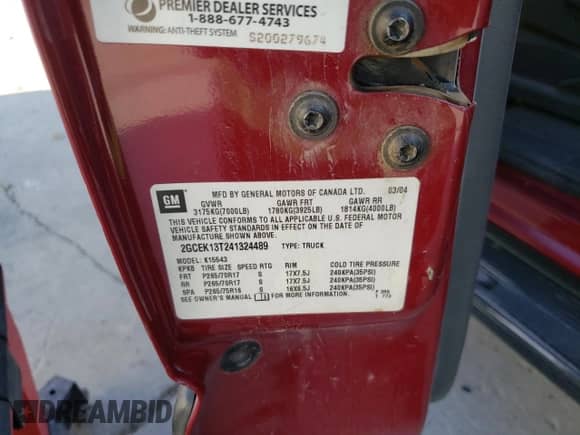 PREMIER DEALER SERVICES
1-888-677-4743
WARNING: ANTI-THEFT SYSTEM
S200279674
GM
MFD BY GENERAL MOTORS OF CANADA LTD. 03/04
GVWR GAWR FRT GAWR RR
3175KG(7000LB) 1780KG(3925LB) 1814KG(4000LB)
THIS VEHICLE CONFORMS TO ALL APPLICABLE U.S. FEDERAL MOTOR
VEHICLE SAFETY STANDARDS IN EFFECT ON THE DATE OF
MANUFACTURE SHOWN ABOVE.
2GCEK13T241324489 TYPE: TRUCK
MODEL: K15543
KPKB TIRE SIZE SPEED RTG RIM COLD TIRE PRESSURE
FRT P265/70R17 S 17X7.5J 240KPA(35PSI)
RR P265/70R17 S 17X7.5J 240KPA(35PSI)
SPA P265/75R16 S 16X6.5J 240KPA(35PSI)
SEE OWNER'S MANUAL FOR MORE INFORMATION
DREAMBID